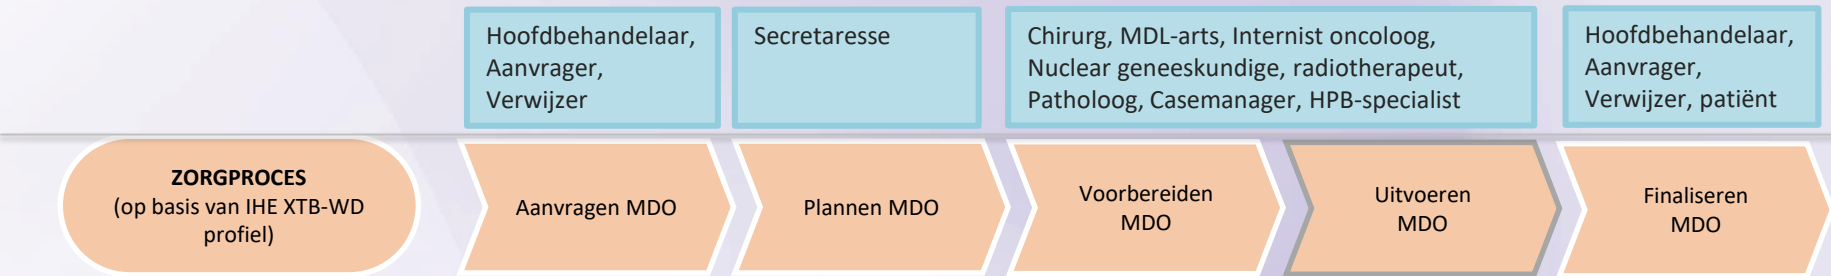 Hoofdbehandelaar,
Aanvrager,
Verwijzer
Secretaresse
Chirurg, MDL-arts, Internist oncoloog,
Nuclear geneeskundige, radiotherapeut,
Patholoog, Casemanager, HPB-specialist
Hoofdbehandelaar,
Aanvrager,
Verwijzer, patiënt
ZORGPROCES
(op basis van IHE XTB-WD
profiel)
Aanvragen MDO
Plannen MDO
Voorbereiden
MDO
Uitvoeren
MDO
Finaliseren
MDO